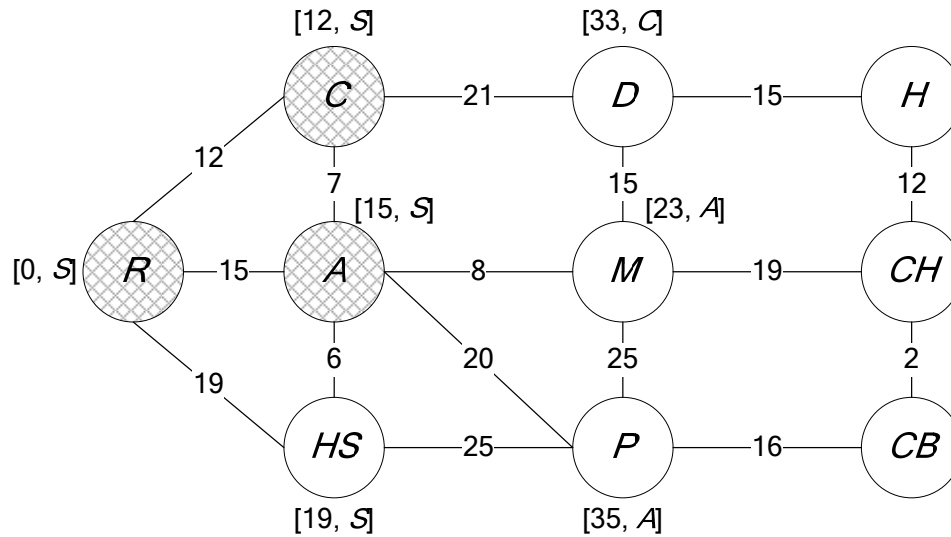 [12, S] [33, C]
C 21 D 15 H
12 7 15 12
[15, S] [23, A]
[0, S] R 15 A 8 M 19 CH
6 20 25 2
19
HS 25 P 16 CB
[19, S] [35, A]